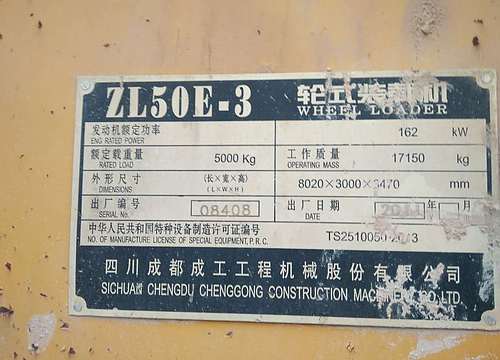 ZL50E-3 轮式装载机
WHEEL LOADER
发动机额定功率 162 kW
ENG RATED POWER
额定载重量 5000 Kg 工作质量 17150 kg
RATED LOAD OPERATING MASS
外形尺寸 (长×宽×高) 8020×3000×3470 mm
DIMENSIONS (L×W×H)
出厂编号 08408 出厂日期 2011 年 月
SERIAL No.
中华人民共和国特种设备制造许可证编号
NO. OF MANUFACTURE LICENSE OF SPECIAL EQUIPMENT, P.R.C. TS2510050-2013
四川成都成工工程机械股份有限公司
SICHUAN CHENGDU CHENGGONG CONSTRUCTION MACHINERY CO., LTD.